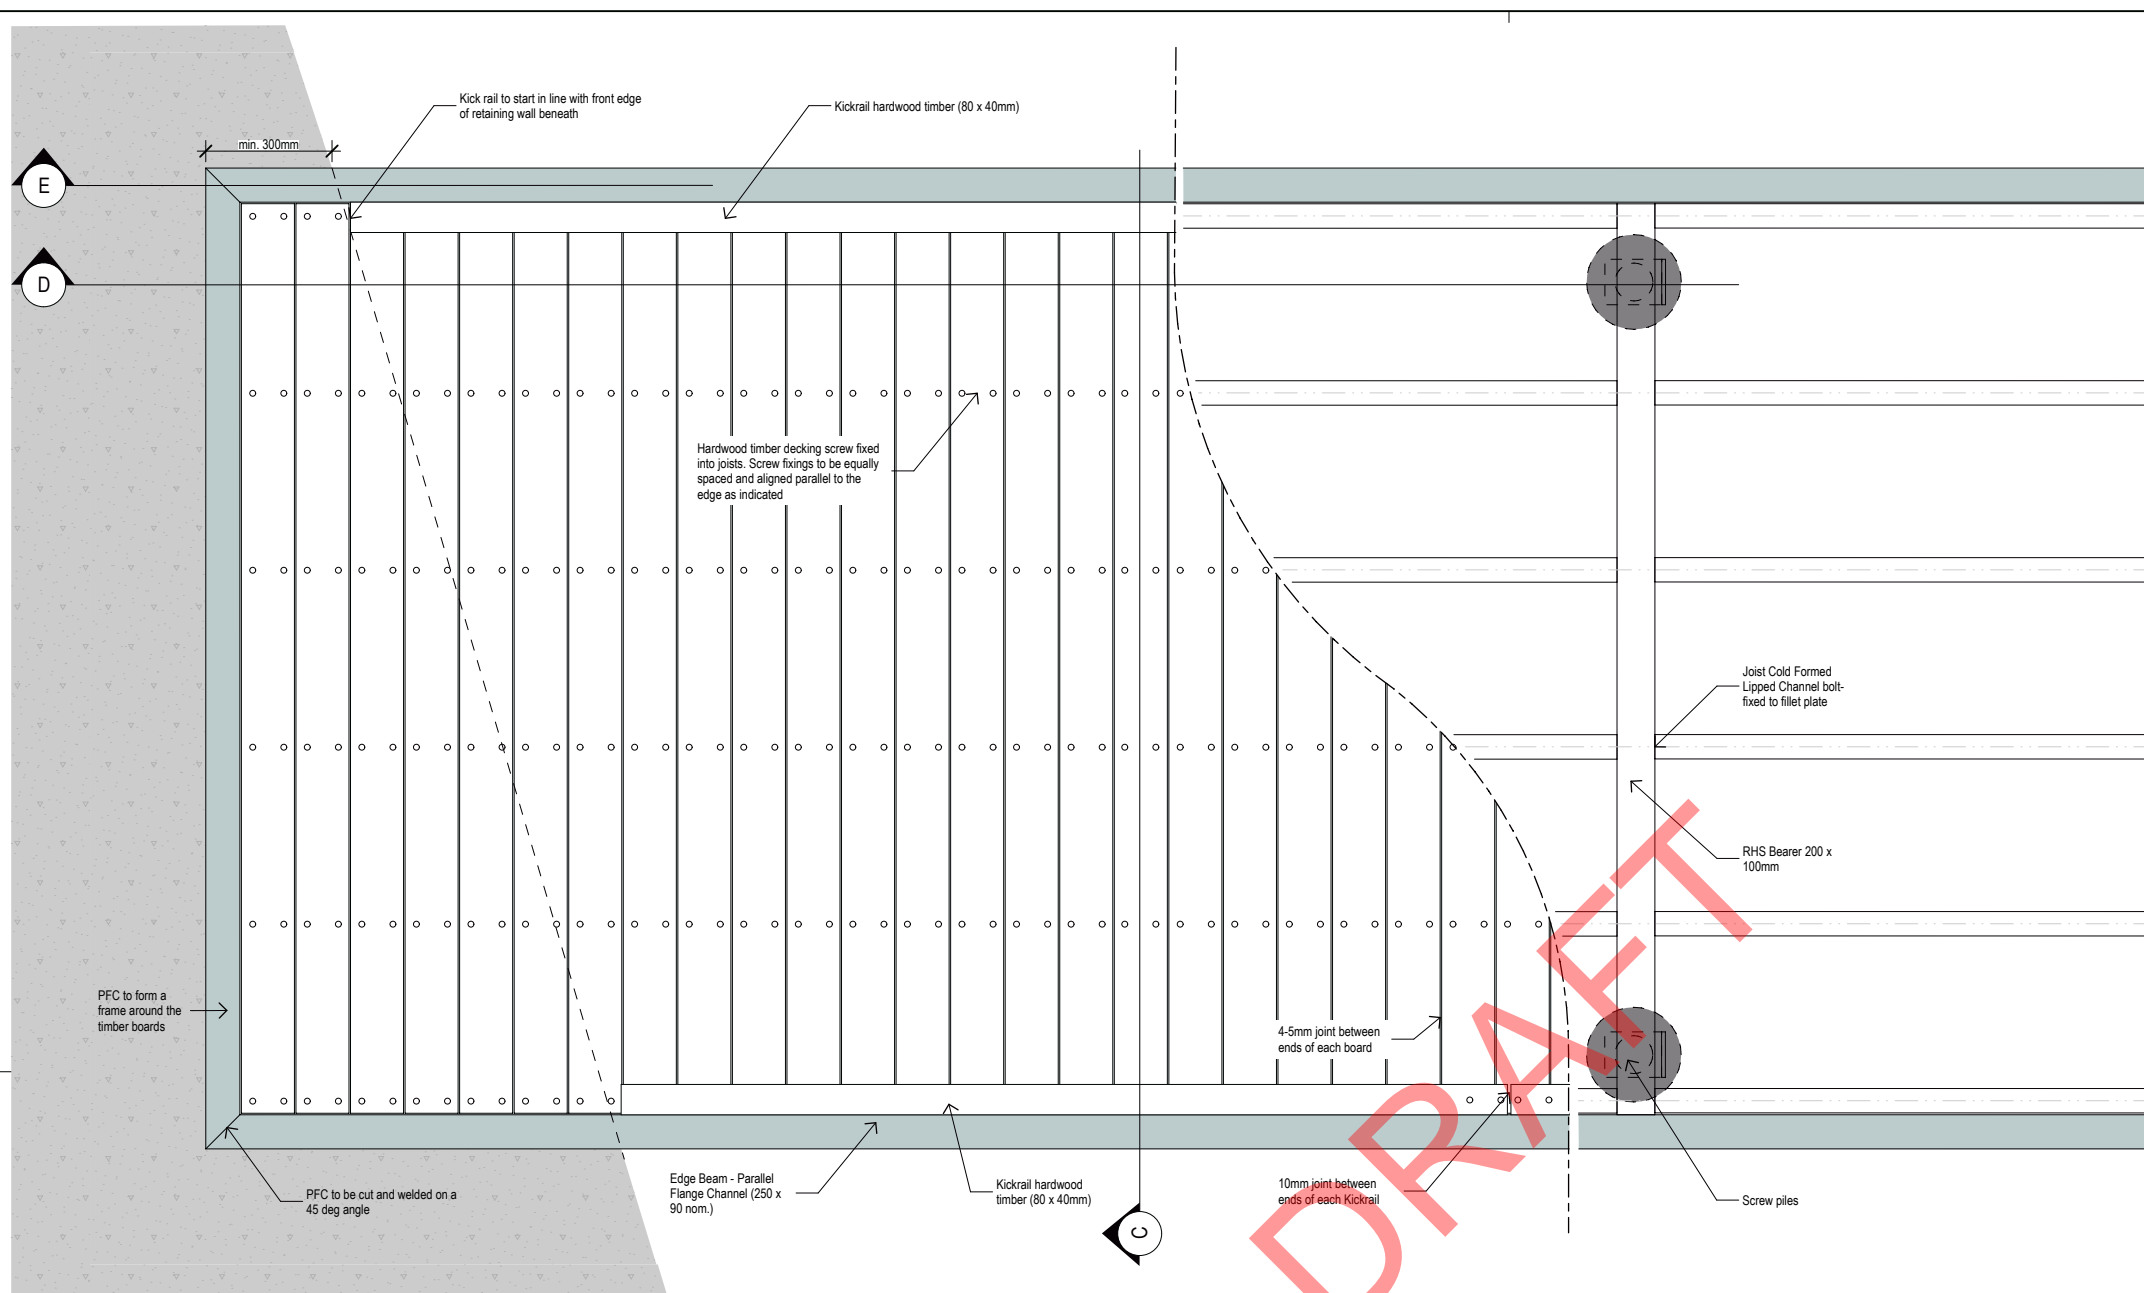 Kick rail to start in line with front edge
of retaining wall beneath
Kickrail hardwood timber (80 x 40mm)
min. 300mm
E
D
Hardwood timber decking screw fixed
into joists. Screw fixings to be equally
spaced and aligned parallel to the
edge as indicated
Joist Cold Formed
Lipped Channel bolt-
fixed to fillet plate
RHS Bearer 200 x
100mm
PFC to form a
frame around the
timber boards
4-5mm joint between
ends of each board
PFC to be cut and welded on a
45 deg angle
Edge Beam - Parallel
Flange Channel (250 x
90 nom.)
Kickrail hardwood
timber (80 x 40mm)
C
10mm joint between
ends of each Kickrail
Screw piles
DRAFT